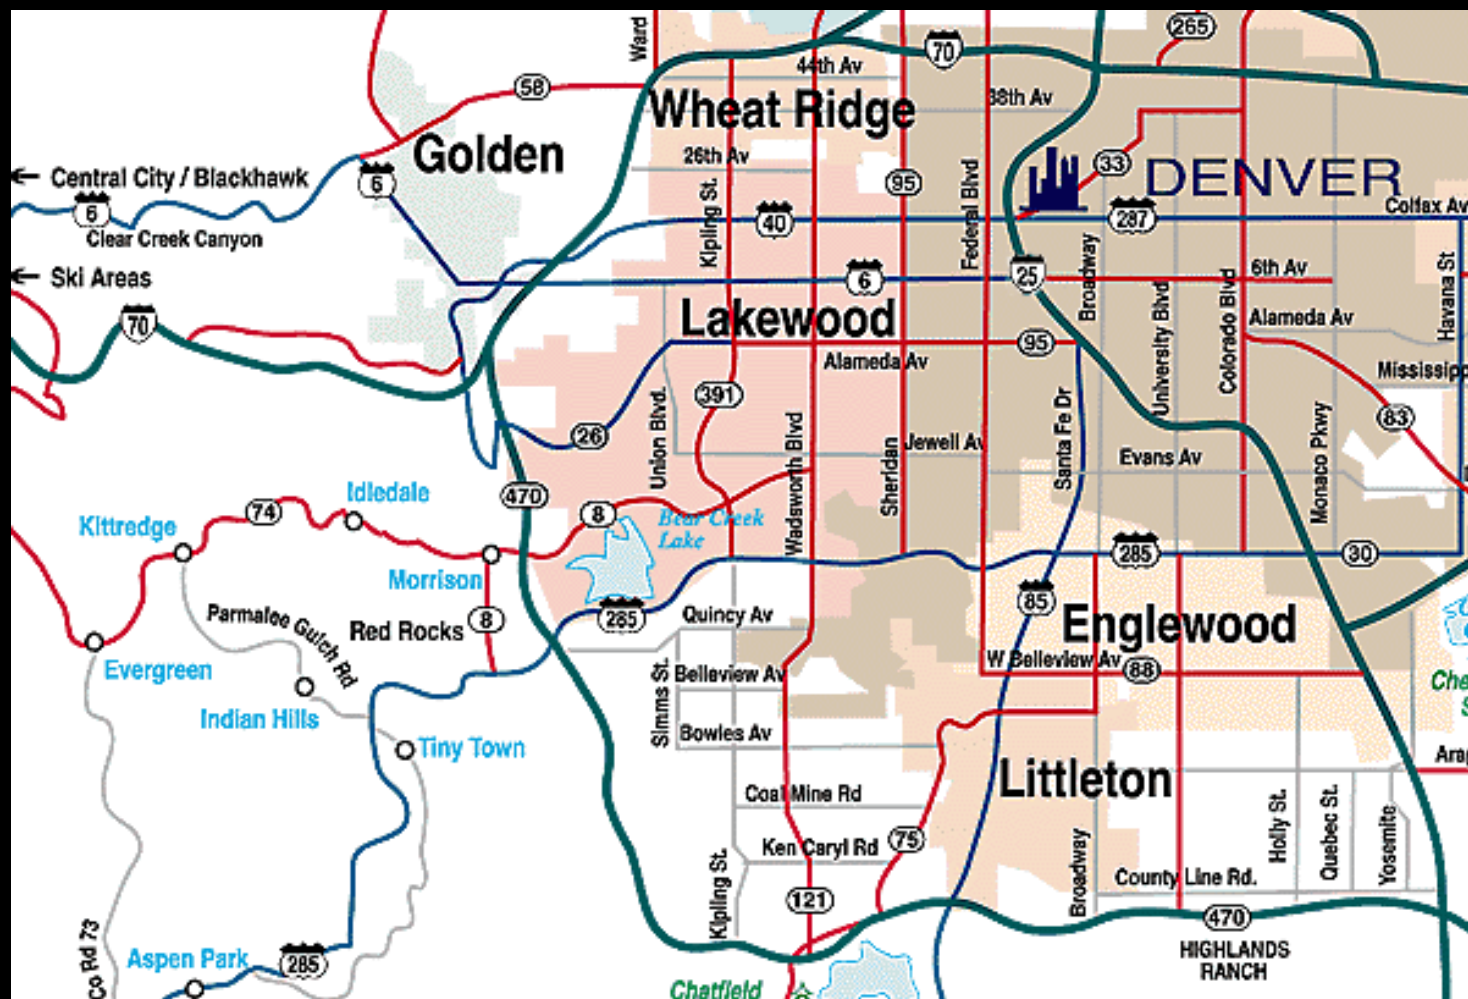 Ward
265
70
44th Av
58
38th Av
Wheat Ridge
Golden
26th Av
33
Central City / Blackhawk
6
95
DENVER
6
Kipling St.
Federal Blvd
40
287
Colfax Av
Clear Creek Canyon
Ski Areas
6
25
Broadway
6th Av
Havana St
70
Lakewood
University Blvd
Colorado Blvd
Alameda Av
95
Alameda Av
Mississipp
391
83
Union Blvd.
26
Wadsworth Blvd
Sheridan
Jewell Av
Santa Fe Dr
Evans Av
Monaco Pkwy
Idledale
470
74
Kittredge
8
Bear Creek
Lake
Morrison
285
30
Parmalee Gulch Rd
Red Rocks
8
285
Quincy Av
85
Englewood
Evergreen
Simms St.
Belleview Av
W Belleview Av
88
Che
S
Indian Hills
Bowles Av
Tiny Town
Littleton
Ara
Coal Mine Rd
Holly St.
Quebec St.
Yosemite
Ken Caryl Rd
75
Broadway
County Line Rd.
Kipling St.
121
470
Co Rd 73
HIGHLANDS
RANCH
Aspen Park
285
Chatfield